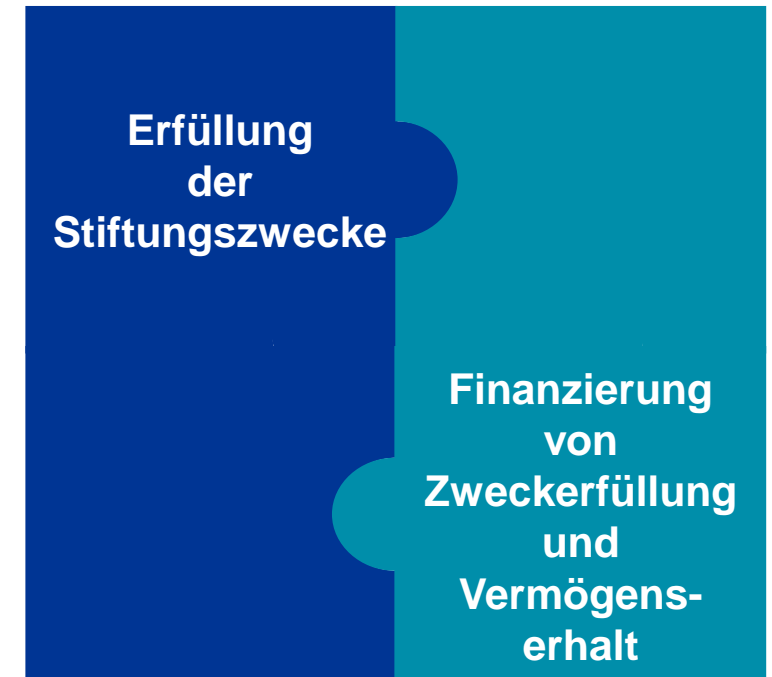 Erfüllung
der
Stiftungszwecke
Finanzierung
von
Zweckerfüllung
und
Vermögens-
erhalt